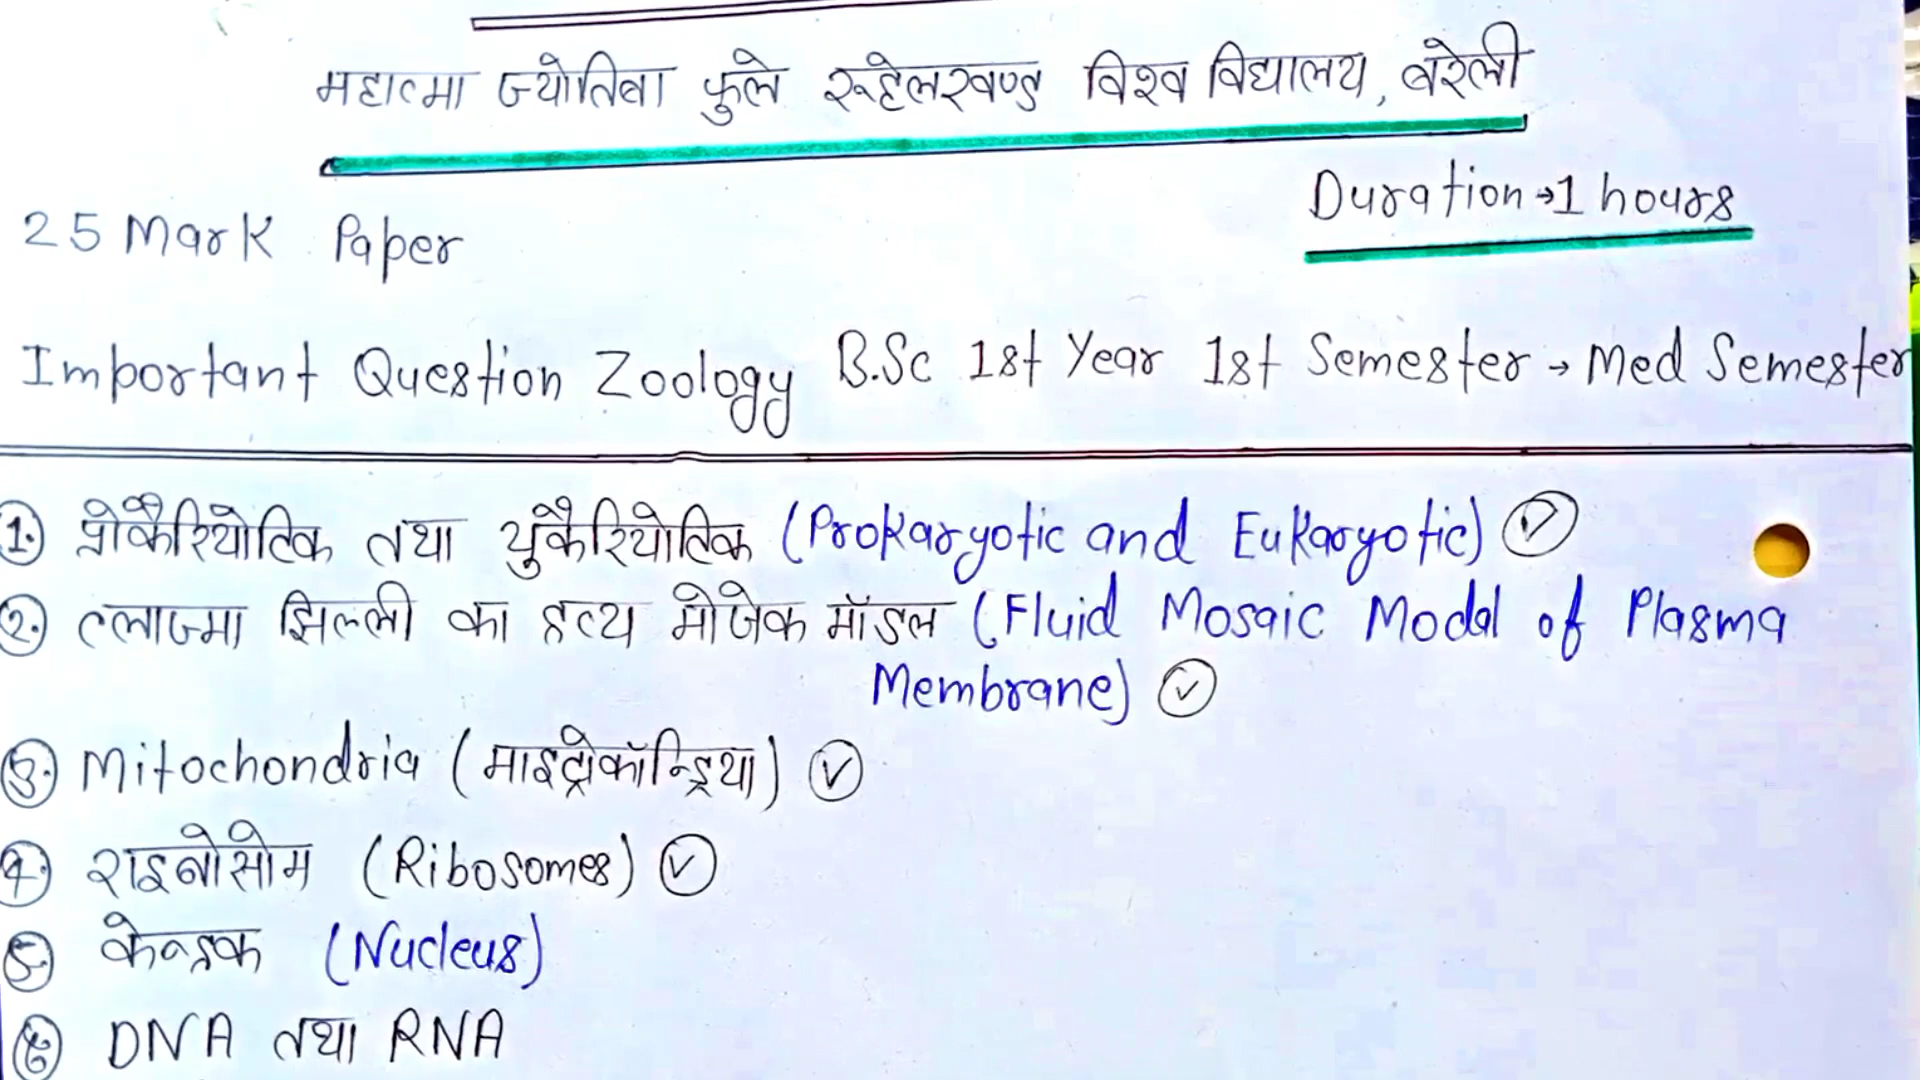 महात्मा ज्योतिबा फुले रूहेलखण्ड विश्व विद्यालय, बरेली
Duration→1 hours
25 Mark Paper
Important Question Zoology B.Sc 1st Year 1st Semester → Med Semester
1. प्रोकैरियोटिक तथा युकैरियोटिक (Prokaryotic and Eukaryotic)
2. प्लाज्मा झिल्ली का द्रव्य मोजेक मॉडल (Fluid Mosaic Modal of Plasma
Membrane)
3. Mitochondria (माइट्रोकॉन्ड्रिया)
4. राइबोसोम (Ribosomes)
5. केन्द्रक (Nucleus)
6. DNA तथा RNA